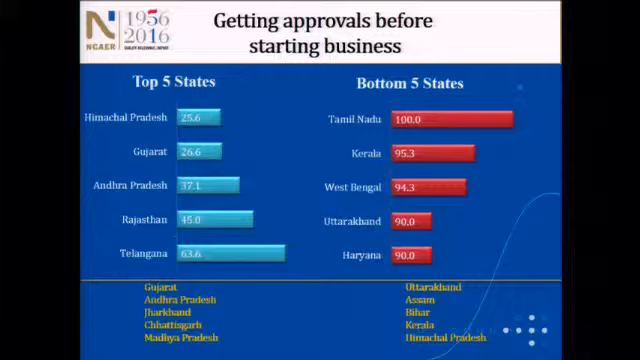 NCAER
1956
2016
QUALITY. RELEVANCE. IMPACT
Getting approvals before
starting business
Top 5 States
Himachal Pradesh 25.6
Gujarat 26.6
Andhra Pradesh 37.1
Rajasthan 45.0
Telangana 63.6
Bottom 5 States
Tamil Nadu 100.0
Kerala 95.3
West Bengal 94.3
Uttarakhand 90.0
Haryana 90.0
Gujarat
Andhra Pradesh
Jharkhand
Chhattisgarh
Madhya Pradesh
Uttarakhand
Assam
Bihar
Kerala
Himachal Pradesh